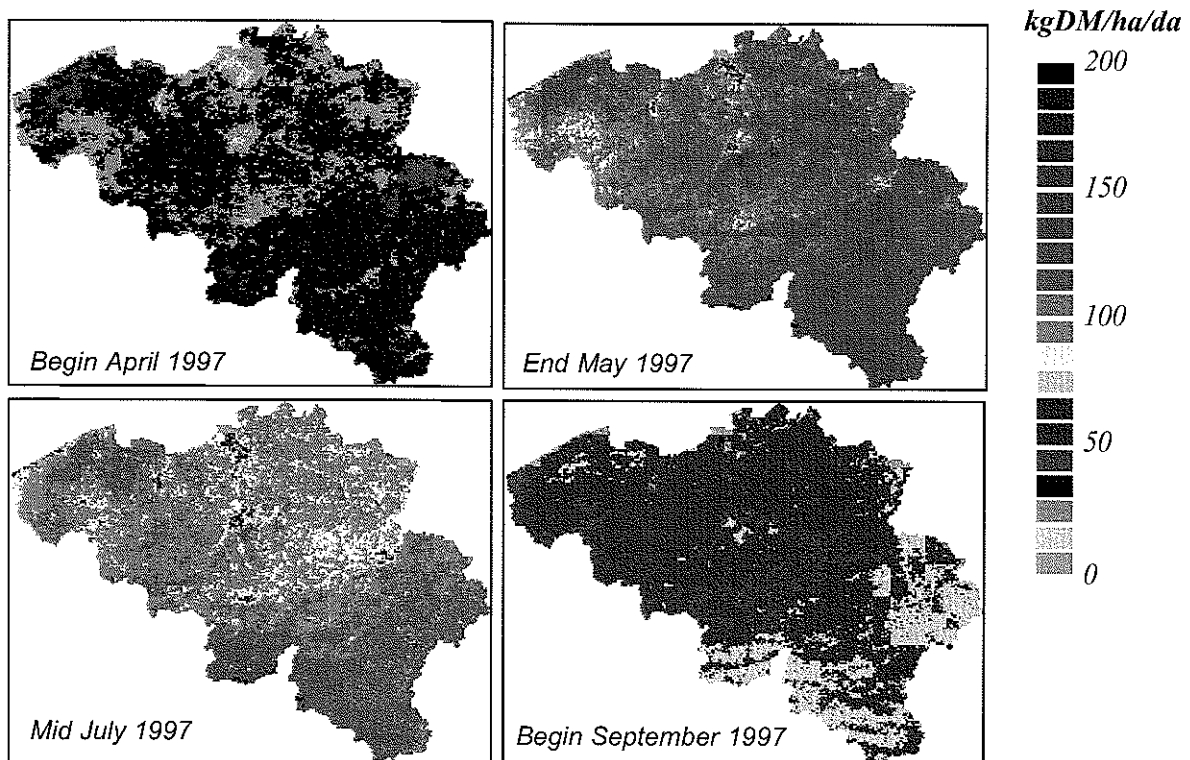 kgDM/ha/da
200
150
100
50
0
Begin April 1997
End May 1997
Mid July 1997
Begin September 1997